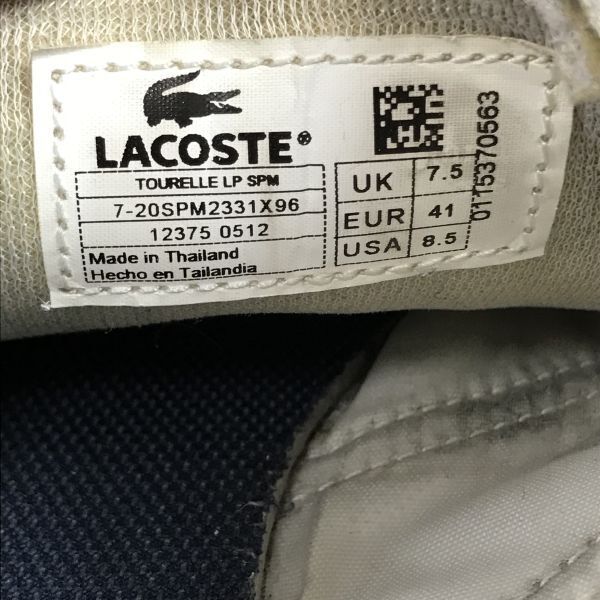 LACOSTE®
TOURELLE LP SPM
7-20SPM2331X96
12375 0512
Made in Thailand
Hecho en Tailandia
UK 7.5
EUR 41
USA 8.5
0115370563